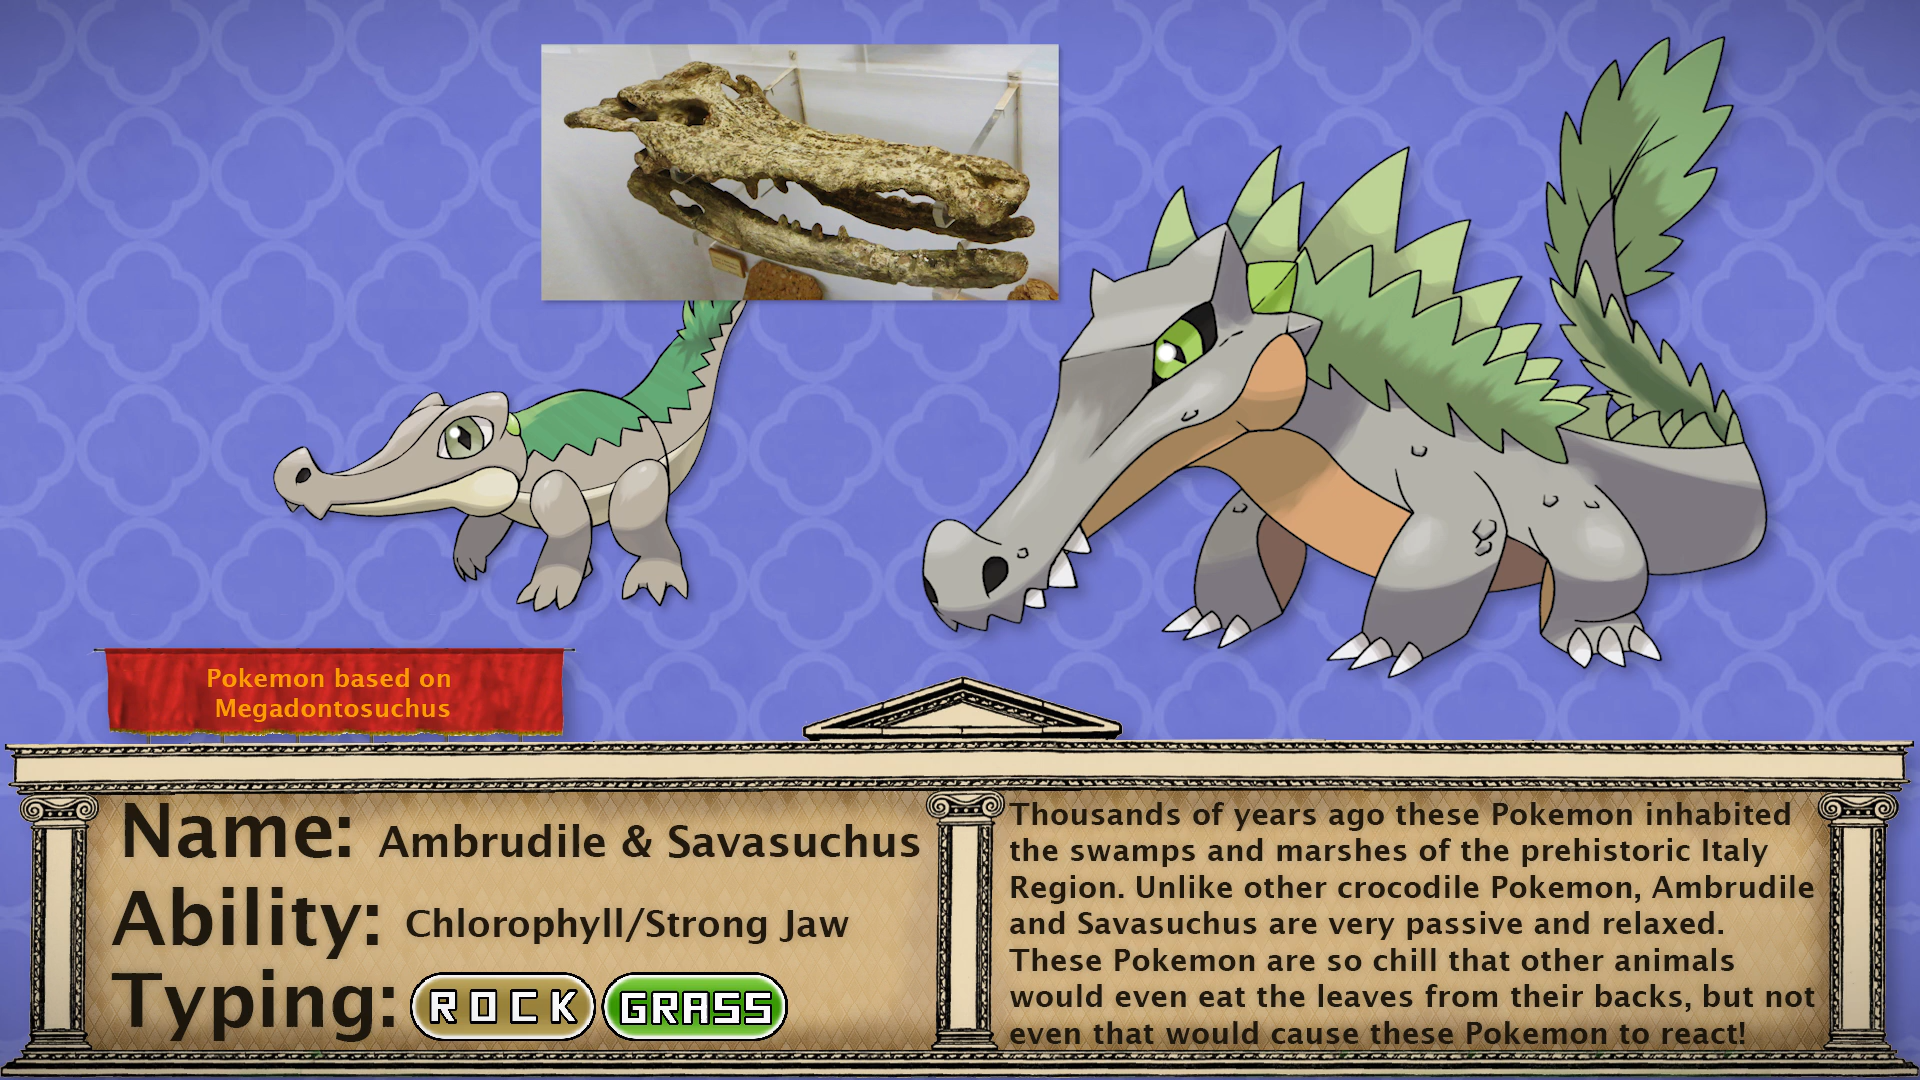 Pokemon based on
Megadontosuchus
Name: Ambrudile & Savasuchus
Ability: Chlorophyll/Strong Jaw
Typing: ROCK GRASS
Thousands of years ago these Pokemon inhabited
the swamps and marshes of the prehistoric Italy
Region. Unlike other crocodile Pokemon, Ambrudile
and Savasuchus are very passive and relaxed.
These Pokemon are so chill that other animals
would even eat the leaves from their backs, but not
even that would cause these Pokemon to react!